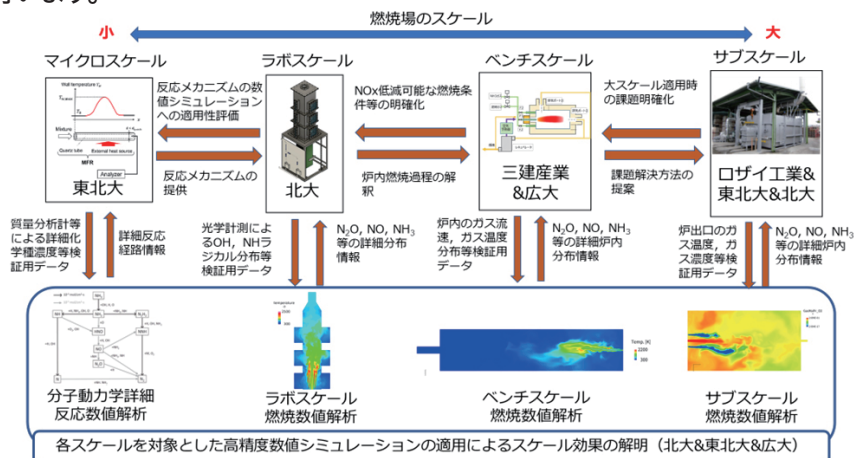 行います。
燃焼場のスケール
小
大
マイクロスケール
ラボスケール
ベンチスケール
サブスケール
反応メカニズムの数
値シミュレーション
への適用性評価
NOx低減可能な燃焼条
件等の明確化
大スケール適用時
の課題明確化
Mixture
Quartz tube
External heat source
MFR
Analyzer
反応メカニズムの
提供
炉内燃焼過程の解
釈
課題解決方法の
提案
東北大
北大
三建産業
&広大
ロザイ工業&
東北大&北大
質量分析計等
による詳細化
学種濃度等検
証用データ
詳細反応
経路情報
光学計測によ
るOH, NHラ
ジカル分布等
検証用データ
N₂O, NO, NH₃
等の詳細分布
情報
炉内のガス流
速，ガス温度
分布等検証用
データ
N₂O, NO, NH₃
等の詳細炉内
分布情報
炉出口のガ
ス温度，ガ
ス濃度等検
証用データ
N₂O, NO, NH₃
等の詳細炉内
分布情報
Temp. [K]
2200
300
分子動力学詳細
反応数値解析
ラボスケール
燃焼数値解析
ベンチスケール
燃焼数値解析
サブスケール
燃焼数値解析
各スケールを対象とした高精度数値シミュレーションの適用によるスケール効果の解明（北大&東北大&広大）